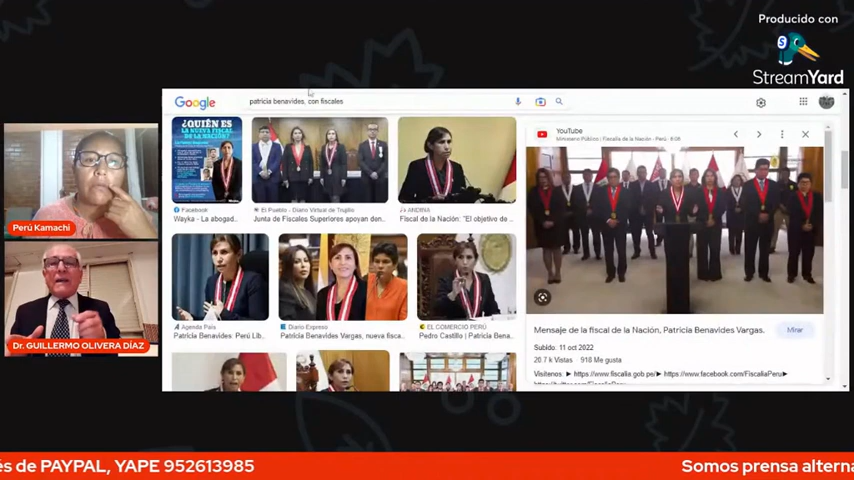 Producido con
StreamYard
Google
patricia benavides, con fiscales
¿QUIÉN ES
LA NUEVA FISCAL
DE LA NACIÓN?
Facebook
Wayka - La abogad...
El Pueblo - Diario Virtual de Trujillo
Junta de Fiscales Superiores apoyan den...
ANDINA
Fiscal de la Nación: "El objetivo de ...
Agenda País
Patricia Benavides: Perú Lib...
Diario Expreso
Patricia Benavides Vargas, nueva fisca...
EL COMERCIO PERÚ
Pedro Castillo | Patricia Bena...
YouTube
Ministerio Público | Fiscalía de la Nación - Perú
Mensaje de la fiscal de la Nación, Patricia Benavides Vargas.
Mirar
Subido. 11 oct 2022
20.7 k Vistas 918 Me gusta
Visítenos: ► https://www.fiscalia.gob.pe/► https://www.facebook.com/FiscaliaPeru►
Perú Kamachi
Dr. GUILLERMO OLIVERA DÍAZ
és de PAYPAL, YAPE 952613985
Somos prensa alterna